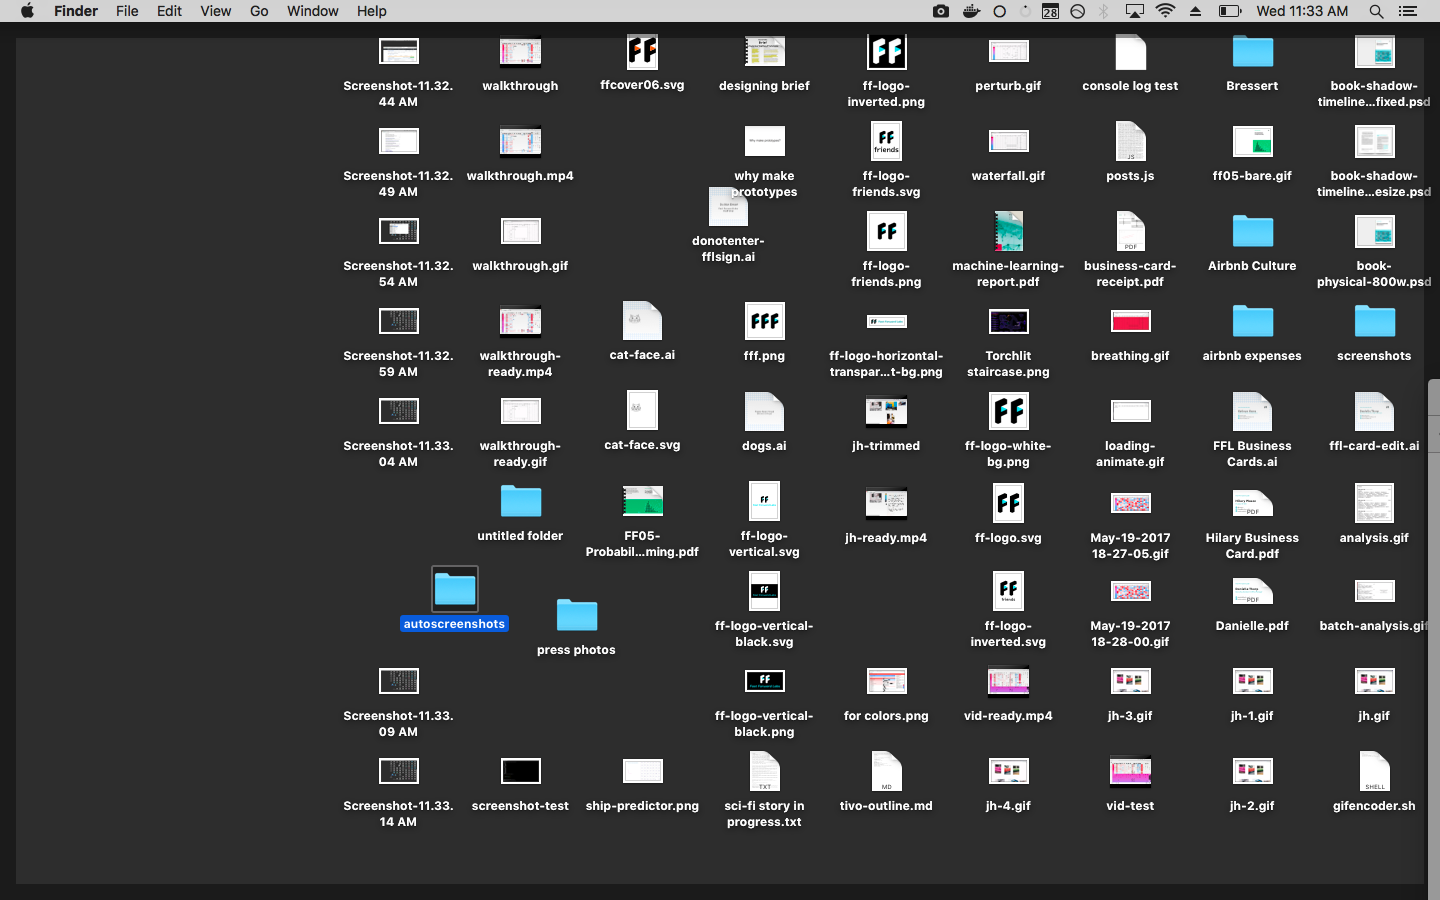 Finder File Edit View Go Window Help 28 Wed 11:33 AM
Screenshot-11.32.
44 AM
walkthrough
ffcover06.svg
designing brief
ff-logo-
inverted.png
perturb.gif
console log test
Bressert
book-shadow-
timeline...fixed.psd
Screenshot-11.32.
49 AM
walkthrough.mp4
Why make prototypes?
why make
prototypes
friends
ff-logo-
friends.svg
waterfall.gif
JS
posts.js
ff05-bare.gif
book-shadow-
timeline...esize.psd
Screenshot-11.32.
54 AM
walkthrough.gif
donotenter-
fflsign.ai
ff-logo-
friends.png
machine-learning-
report.pdf
PDF
business-card-
receipt.pdf
Airbnb Culture
book-
physical-800w.psd
Screenshot-11.32.
59 AM
walkthrough-
ready.mp4
cat-face.ai
fff.png
ff-logo-horizontal-
transpar...t-bg.png
Torchlit
staircase.png
breathing.gif
airbnb expenses
screenshots
Screenshot-11.33.
04 AM
walkthrough-
ready.gif
cat-face.svg
dogs.ai
jh-trimmed
ff-logo-white-
bg.png
loading-
animate.gif
FFL Business
Cards.ai
ffl-card-edit.ai
untitled folder
FF05-
Probabil...ming.pdf
ff-logo-
vertical.svg
jh-ready.mp4
ff-logo.svg
May-19-2017
18-27-05.gif
PDF
Hilary Business
Card.pdf
analysis.gif
autoscreenshots
press photos
ff-logo-vertical-
black.svg
friends
ff-logo-
inverted.svg
May-19-2017
18-28-00.gif
PDF
Danielle.pdf
batch-analysis.gif
Screenshot-11.33.
09 AM
ff-logo-vertical-
black.png
for colors.png
vid-ready.mp4
jh-3.gif
jh-1.gif
jh.gif
Screenshot-11.33.
14 AM
screenshot-test
ship-predictor.png
TXT
sci-fi story in
progress.txt
MD
tivo-outline.md
jh-4.gif
vid-test
jh-2.gif
SHELL
gifencoder.sh